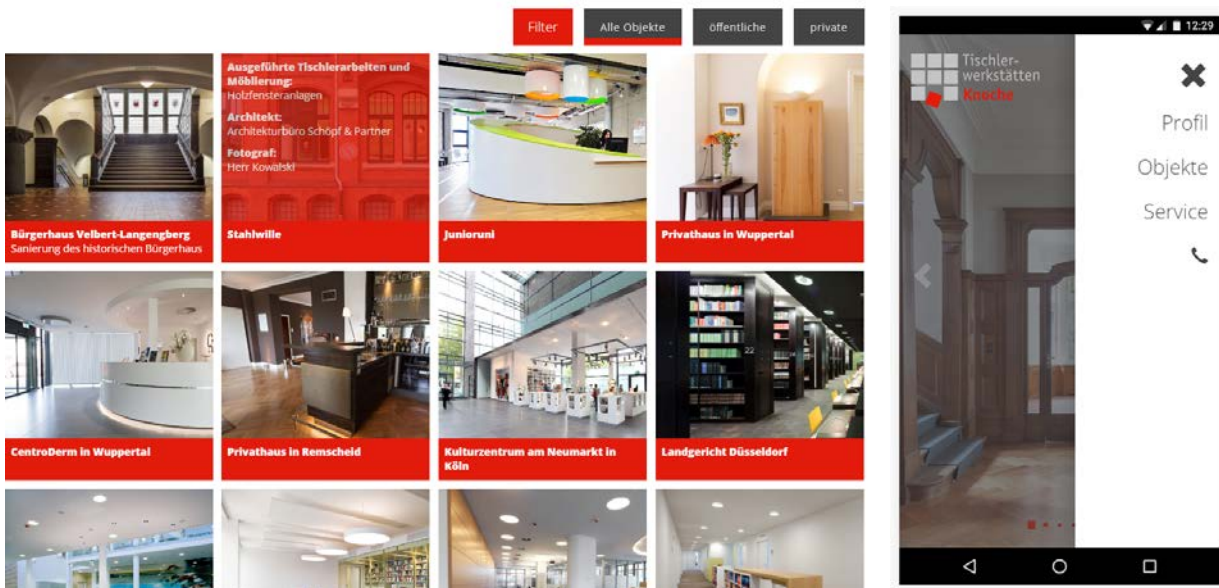 Filter
Alle Objekte
öffentliche
private
Ausgeführte Tischlerarbeiten und
Möblierung:
Holzfensteranlagen
Architekt:
Architekturbüro Schöpf & Partner
Fotograf:
Herr Kowalski
Bürgerhaus Velbert-Langengberg
Sanierung des historischen Bürgerhaus
Stahlwille
Junioruni
Privathaus in Wuppertal
22
CentroDerm in Wuppertal
Privathaus in Remscheid
Kulturzentrum am Neumarkt in
Köln
Landgericht Düsseldorf
12:29
Tischler-
werkstätten
Knoche
Profil
Objekte
Service